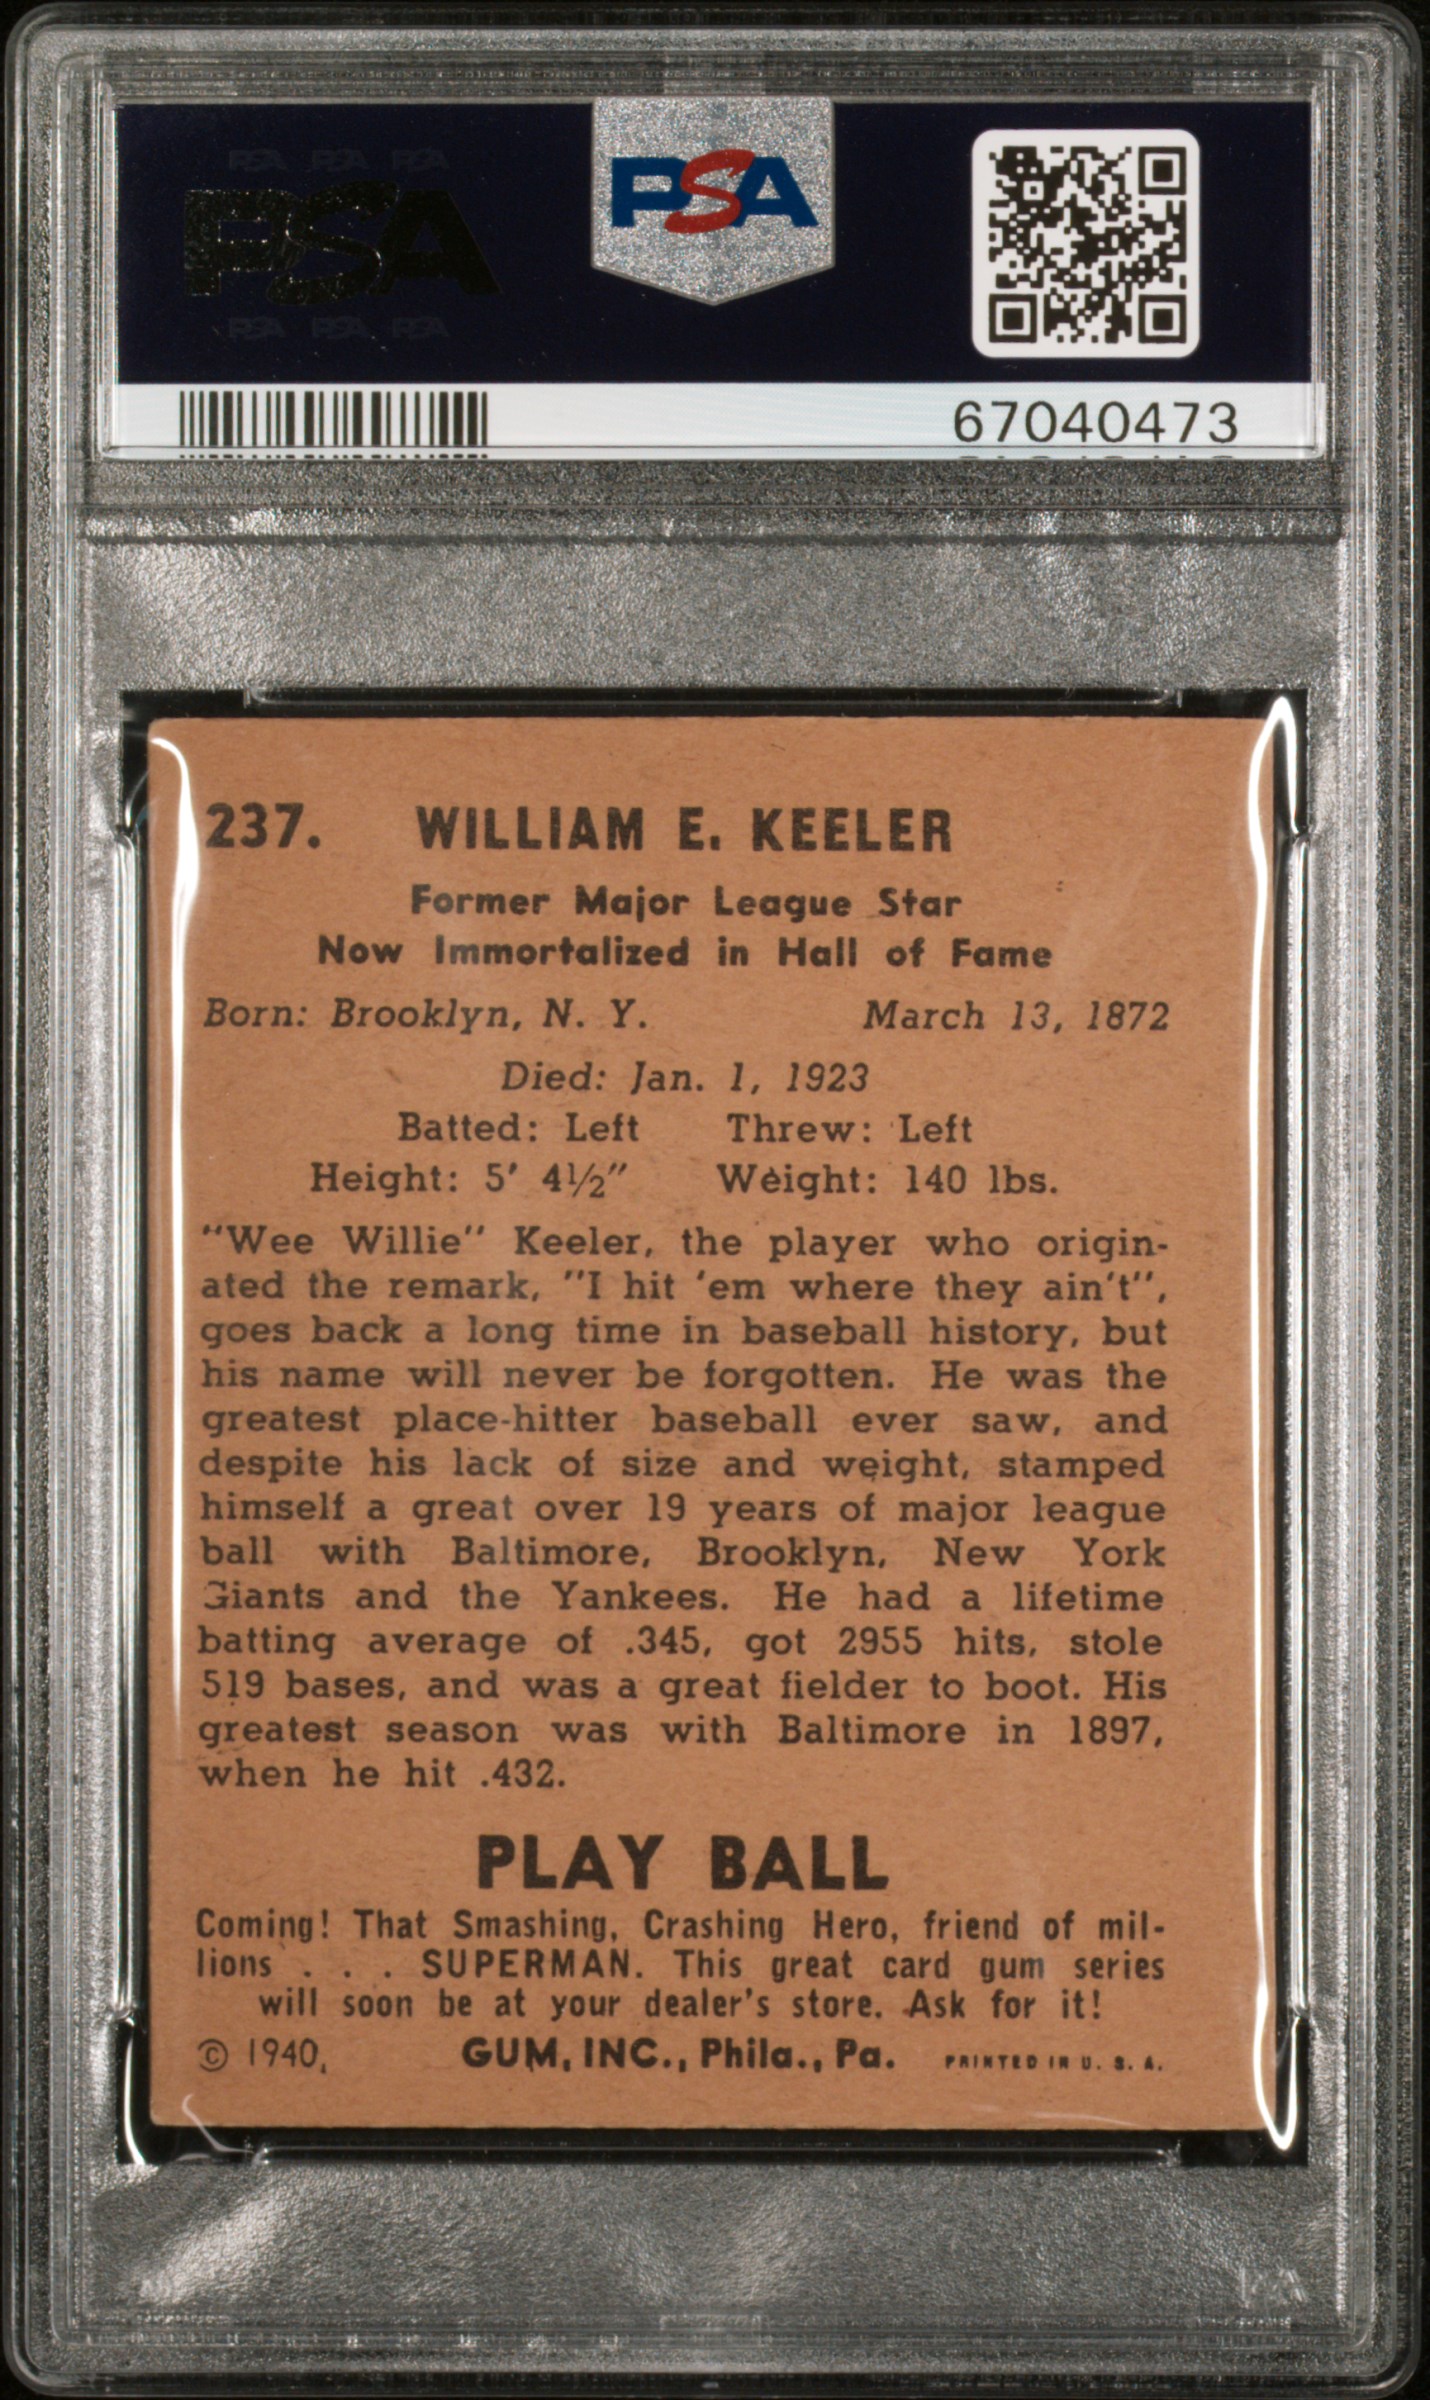 PSA PSA PSA
PSA
PSA PSA PSA
PSA
67040473
237. WILLIAM E. KEELER
Former Major League Star
Now Immortalized in Hall of Fame
Born: Brooklyn, N. Y. March 13, 1872
Died: Jan. 1, 1923
Batted: Left Threw: Left
Height: 5' 4½" Weight: 140 lbs.
"Wee Willie" Keeler, the player who origin-
ated the remark, "I hit 'em where they ain't",
goes back a long time in baseball history, but
his name will never be forgotten. He was the
greatest place-hitter baseball ever saw, and
despite his lack of size and weight, stamped
himself a great over 19 years of major league
ball with Baltimore, Brooklyn, New York
Giants and the Yankees. He had a lifetime
batting average of .345, got 2955 hits, stole
519 bases, and was a great fielder to boot. His
greatest season was with Baltimore in 1897,
when he hit .432.
PLAY BALL
Coming! That Smashing, Crashing Hero, friend of mil-
lions . . . SUPERMAN. This great card gum series
will soon be at your dealer's store. Ask for it!
© 1940, GUM, INC., Phila., Pa. PRINTED IN U. S. A.
PSA